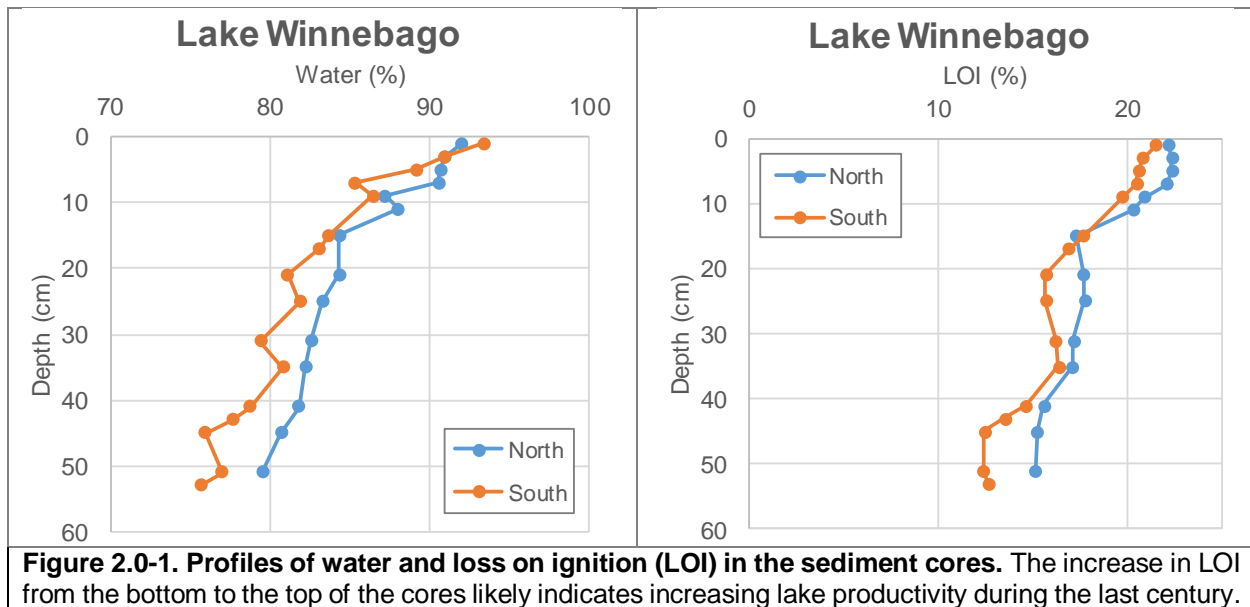 Lake Winnebago
Water (%)
70 80 90 100
0
10
20
30
40
50
60
Depth (cm)
North
South
Lake Winnebago
LOI (%)
0 10 20
0
10
20
30
40
50
60
Depth (cm)
North
South
Figure 2.0-1. Profiles of water and loss on ignition (LOI) in the sediment cores. The increase in LOI
from the bottom to the top of the cores likely indicates increasing lake productivity during the last century.